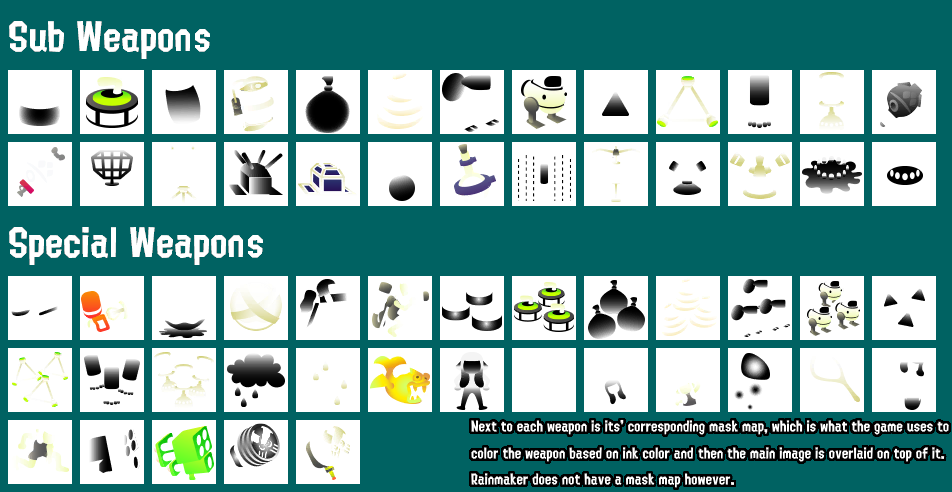 Sub Weapons
Special Weapons
Next to each weapon is its' corresponding mask map, which is what the game uses to
color the weapon based on ink color and then the main image is overlaid on top of it.
Rainmaker does not have a mask map however.